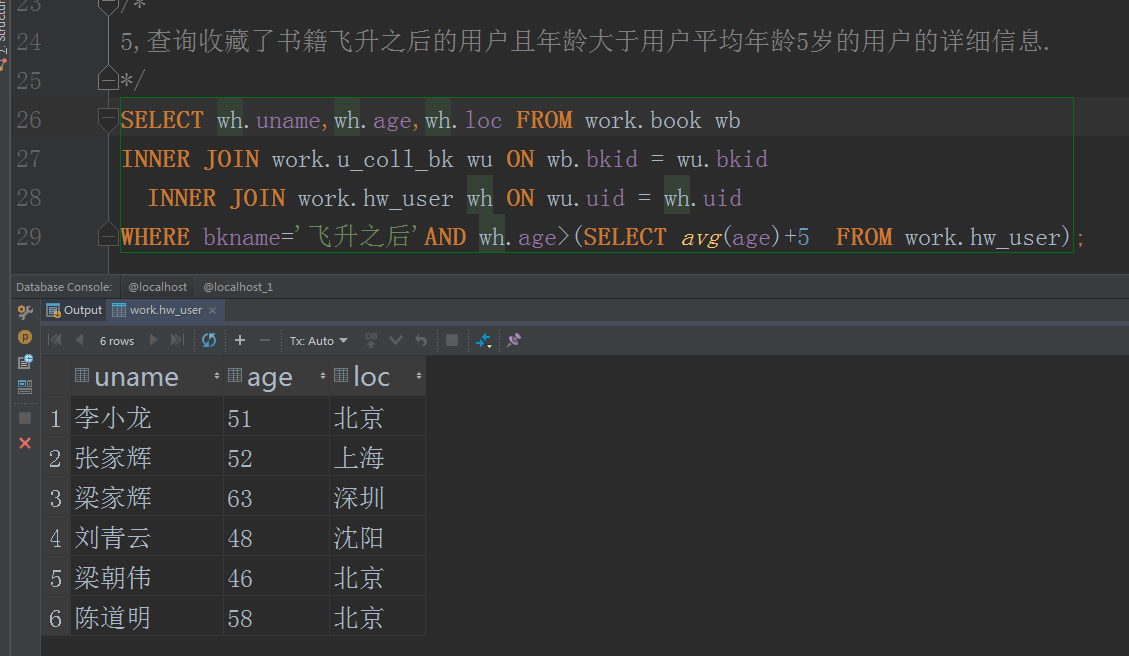 23 /*
24 5,查询收藏了书籍飞升之后的用户且年龄大于用户平均年龄5岁的用户的详细信息.
25 */
26 SELECT wh.uname,wh.age,wh.loc FROM work.book wb
27 INNER JOIN work.u_coll_bk wu ON wb.bkid = wu.bkid
28 INNER JOIN work.hw_user wh ON wu.uid = wh.uid
29 WHERE bkname='飞升之后'AND wh.age>(SELECT avg(age)+5 FROM work.hw_user);
Database Console: @localhost @localhost_1
Output work.hw_user
6 rows Tx: Auto DB
uname age loc
1 李小龙 51 北京
2 张家辉 52 上海
3 梁家辉 63 深圳
4 刘青云 48 沈阳
5 梁朝伟 46 北京
6 陈道明 58 北京